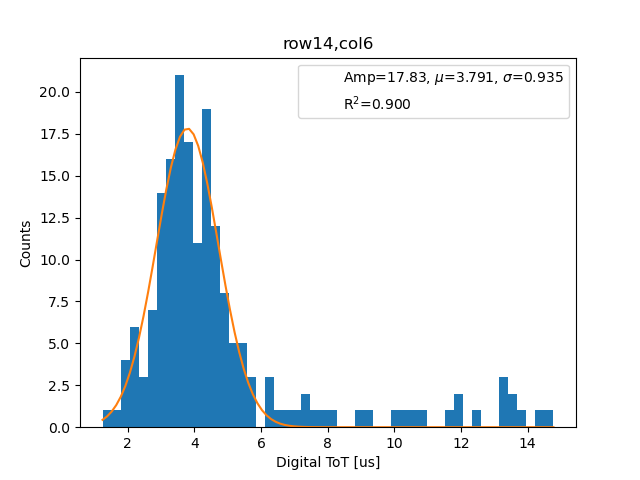 row14,col6
Amp=17.83, μ=3.791, σ=0.935
R²=0.900
20.0
17.5
15.0
12.5
10.0
7.5
5.0
2.5
0.0
Counts
2 4 6 8 10 12 14
Digital ToT [us]